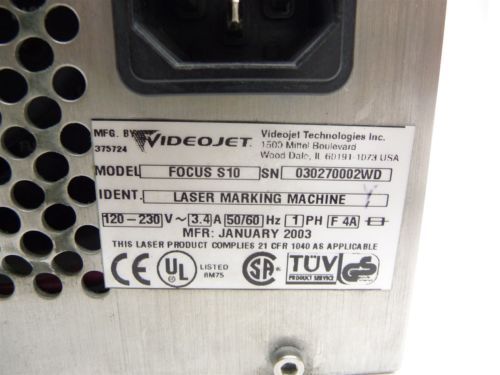 MFG. BY VIDEOJET Videojet Technologies Inc.
375724 1500 Mittel Boulevard
Wood Dale, IL 60191-1073 USA
MODEL FOCUS S10 SN 030270002WD
IDENT. LASER MARKING MACHINE
120-230 V~ 3.4 A 50/60 Hz 1 PH F 4A
MFR: JANUARY 2003
THIS LASER PRODUCT COMPLIES 21 CFR 1040 AS APPLICABLE
CE UL LISTED SA TÜV GS
8M75 PRODUCT SERVICE